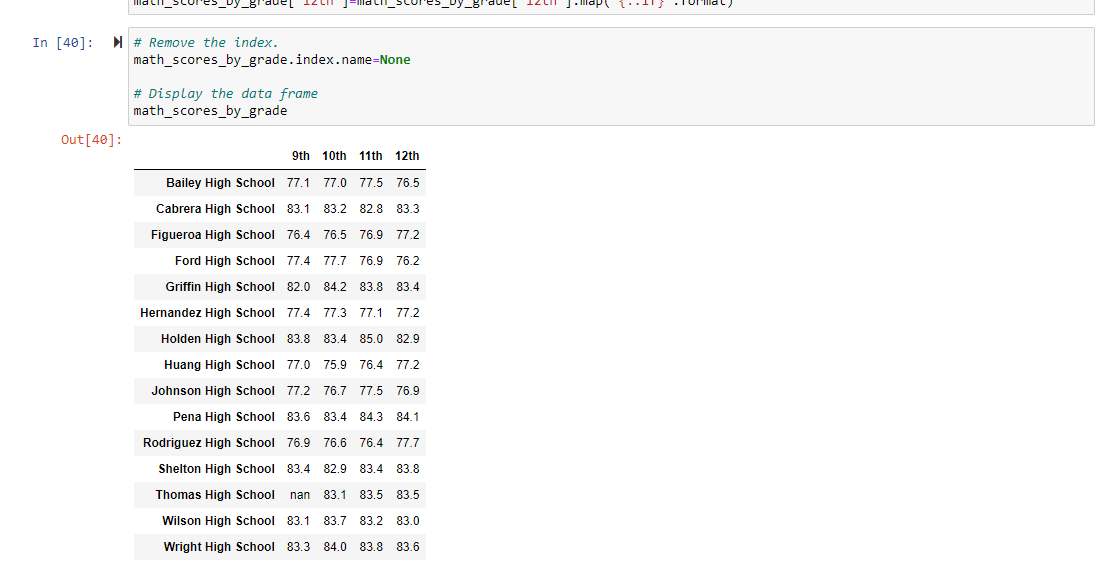 math_scores_by_grade["12th"]=math_scores_by_grade["12th"].map("{:.1f}".format)
In [40]:
# Remove the index.
math_scores_by_grade.index.name=None
# Display the data frame
math_scores_by_grade
Out[40]:
9th 10th 11th 12th
Bailey High School 77.1 77.0 77.5 76.5
Cabrera High School 83.1 83.2 82.8 83.3
Figueroa High School 76.4 76.5 76.9 77.2
Ford High School 77.4 77.7 76.9 76.2
Griffin High School 82.0 84.2 83.8 83.4
Hernandez High School 77.4 77.3 77.1 77.2
Holden High School 83.8 83.4 85.0 82.9
Huang High School 77.0 75.9 76.4 77.2
Johnson High School 77.2 76.7 77.5 76.9
Pena High School 83.6 83.4 84.3 84.1
Rodriguez High School 76.9 76.6 76.4 77.7
Shelton High School 83.4 82.9 83.4 83.8
Thomas High School nan 83.1 83.5 83.5
Wilson High School 83.1 83.7 83.2 83.0
Wright High School 83.3 84.0 83.8 83.6